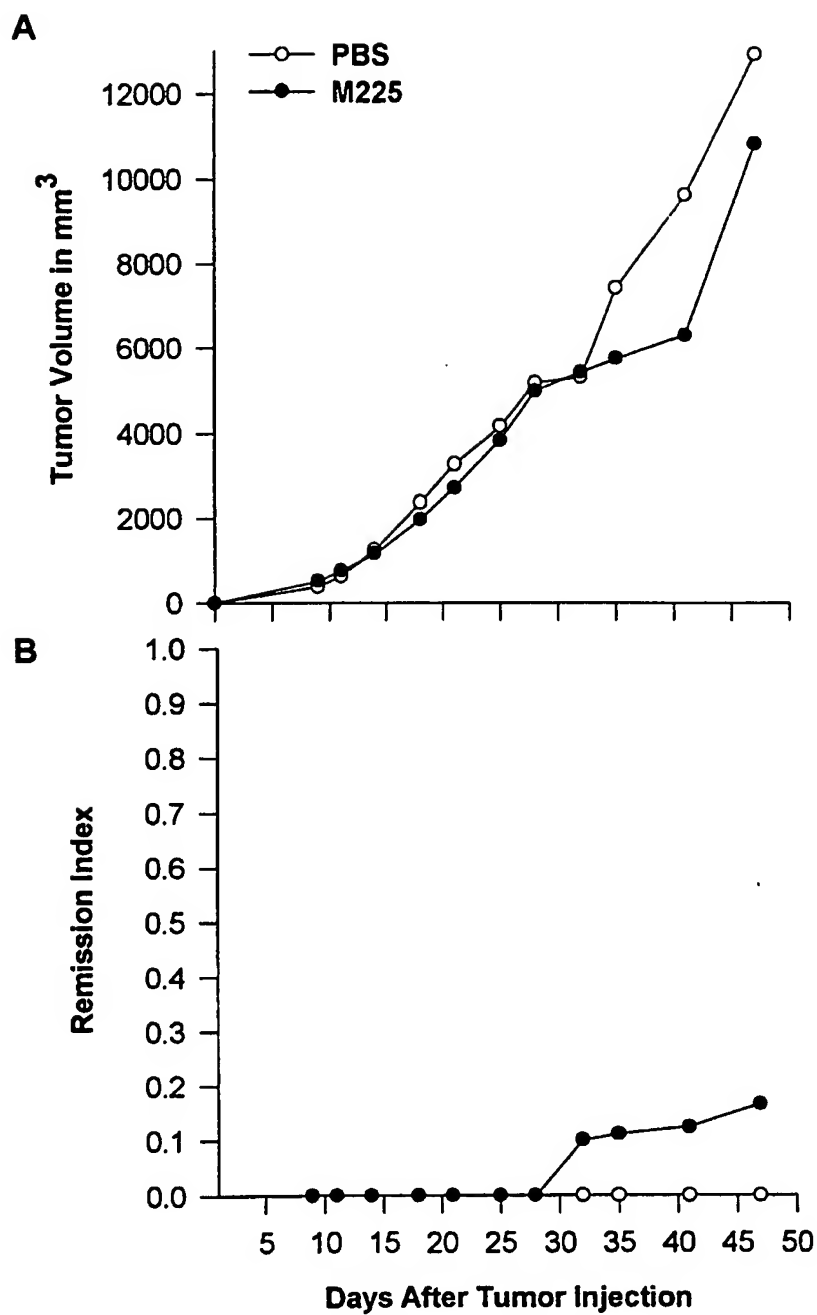 A
PBS
M225
12000
10000
8000
6000
4000
2000
0
Tumor Volume in mm³
B
1.0
0.9
0.8
0.7
0.6
0.5
0.4
0.3
0.2
0.1
0.0
Remission Index
5 10 15 20 25 30 35 40 45 50
Days After Tumor Injection